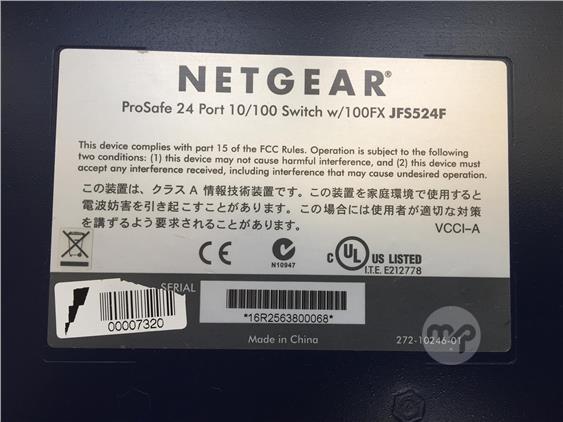 NETGEAR®
ProSafe 24 Port 10/100 Switch w/100FX JFS524F
This device complies with part 15 of the FCC Rules. Operation is subject to the following
two conditions: (1) this device may not cause harmful interference, and (2) this device must
accept any interference received, including interference that may cause undesired operation.
この装置は、クラス A 情報技術装置です。この装置を家庭環境で使用すると
電波妨害を引き起こすことがあります。この場合には使用者が適切な対策
を講ずるよう要求されることがあります。
VCCI-A
CE
N10947
c UL US LISTED
I.T.E. E212778
SERIAL
00007320
*16R2563800068*
Made in China
272-10246-01
mp